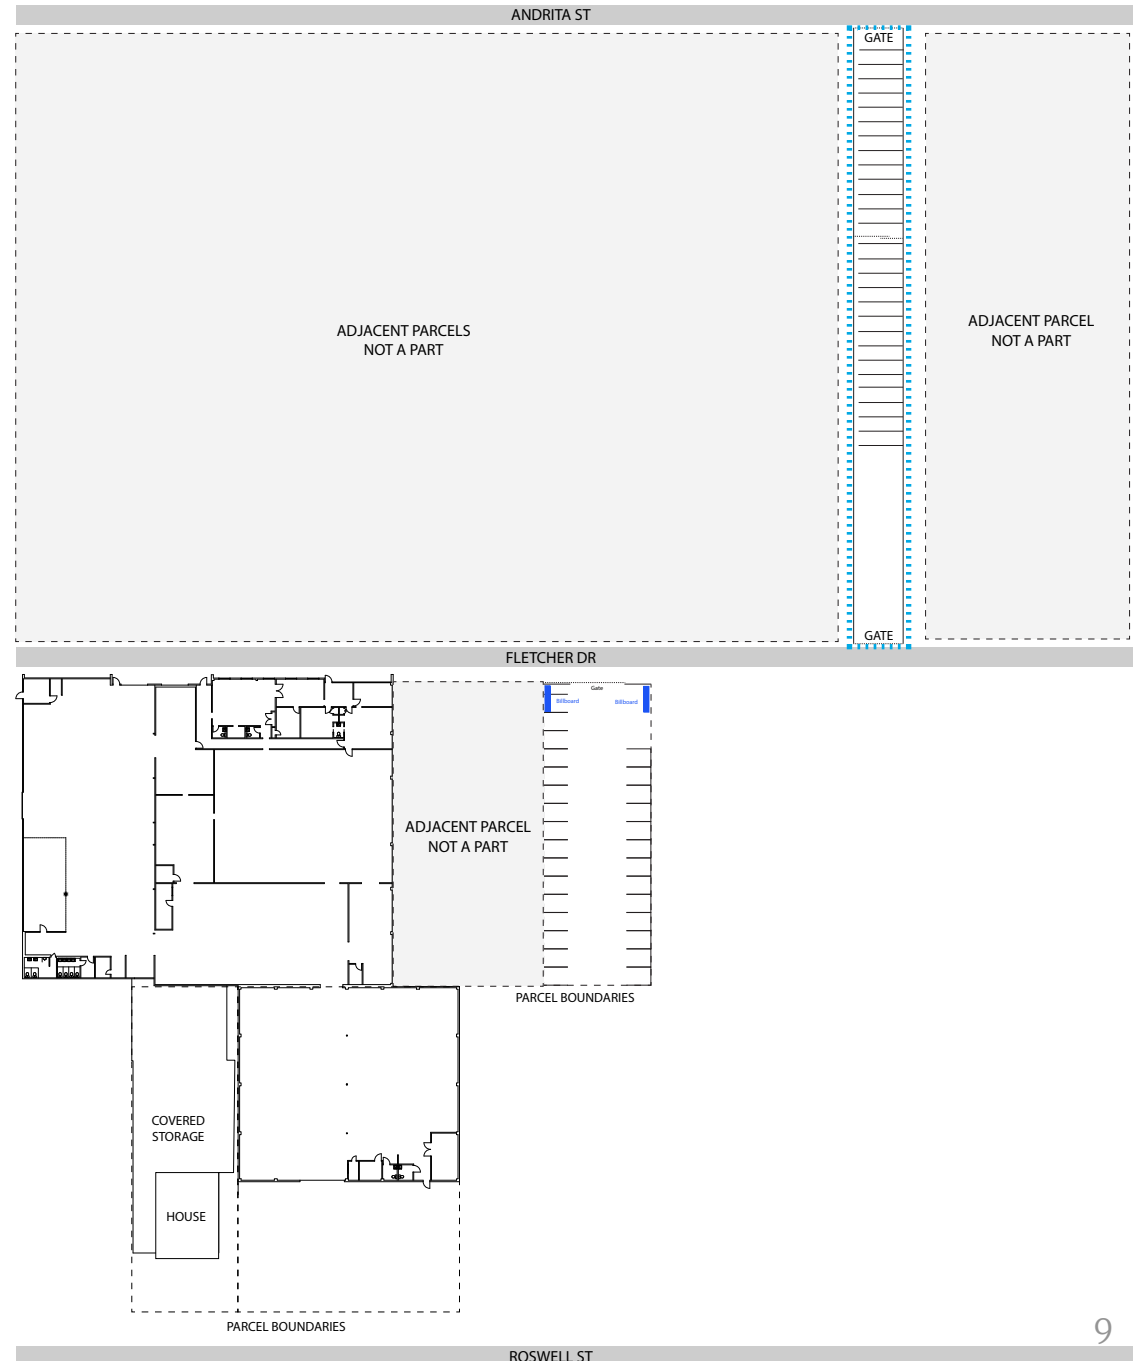 ANDRITA ST
GATE
ADJACENT PARCELS
NOT A PART
ADJACENT PARCEL
NOT A PART
GATE
FLETCHER DR
Gate
Billboard
Billboard
ADJACENT PARCEL
NOT A PART
PARCEL BOUNDARIES
COVERED
STORAGE
HOUSE
PARCEL BOUNDARIES
9
ROSWELL ST